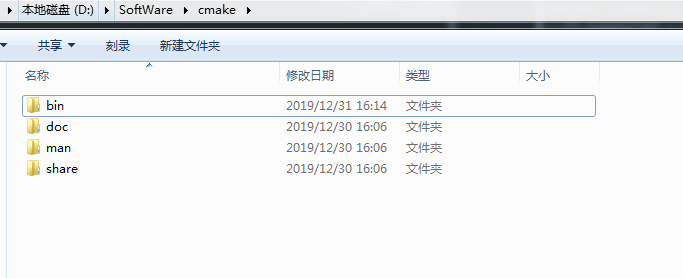 本地磁盘 (D:) SoftWare cmake
共享 刻录 新建文件夹
名称 修改日期 类型 大小
bin 2019/12/31 16:14 文件夹
doc 2019/12/30 16:06 文件夹
man 2019/12/30 16:06 文件夹
share 2019/12/30 16:06 文件夹